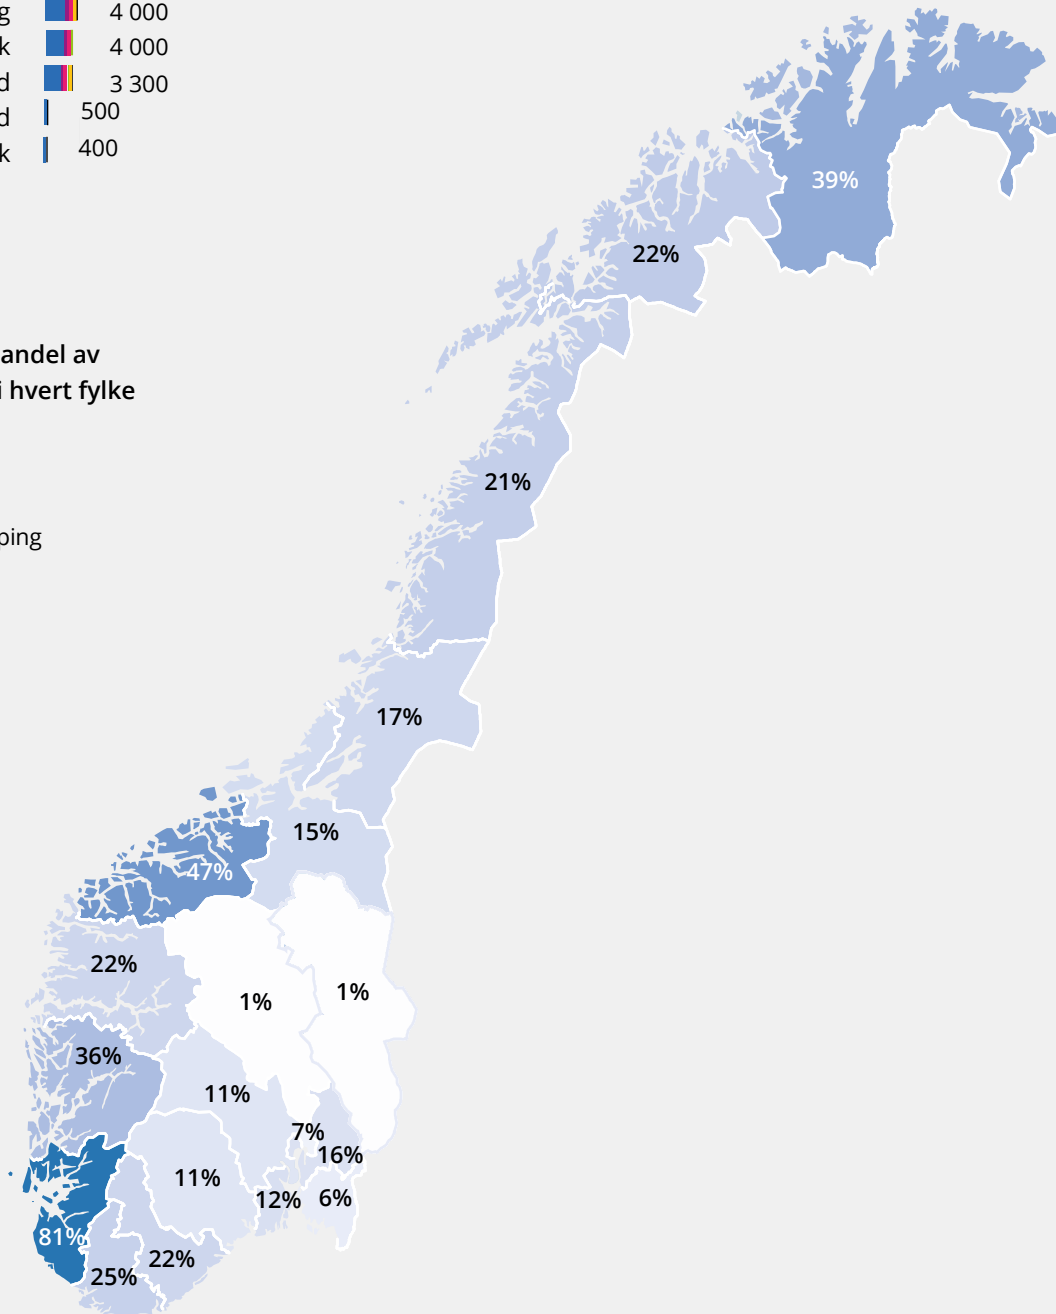 g 4 000
k 4 000
d 3 300
d 500
k 400
39%
22%
andel av
i hvert fylke
21%
ping
17%
15%
47%
22%
1%
1%
36%
11%
7%
16%
11%
12%
6%
81%
22%
25%